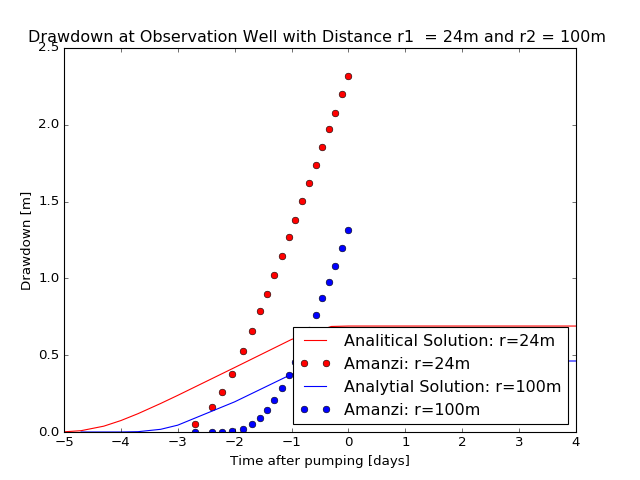 Drawdown at Observation Well with Distance r1  = 24m and r2 = 100m
2.5
2.0
1.5
1.0
0.5
0.0
Drawdown [m]
Analitical Solution: r=24m
Amanzi: r=24m
Analytial Solution: r=100m
Amanzi: r=100m
−5 −4 −3 −2 −1 0 1 2 3 4
Time after pumping [days]